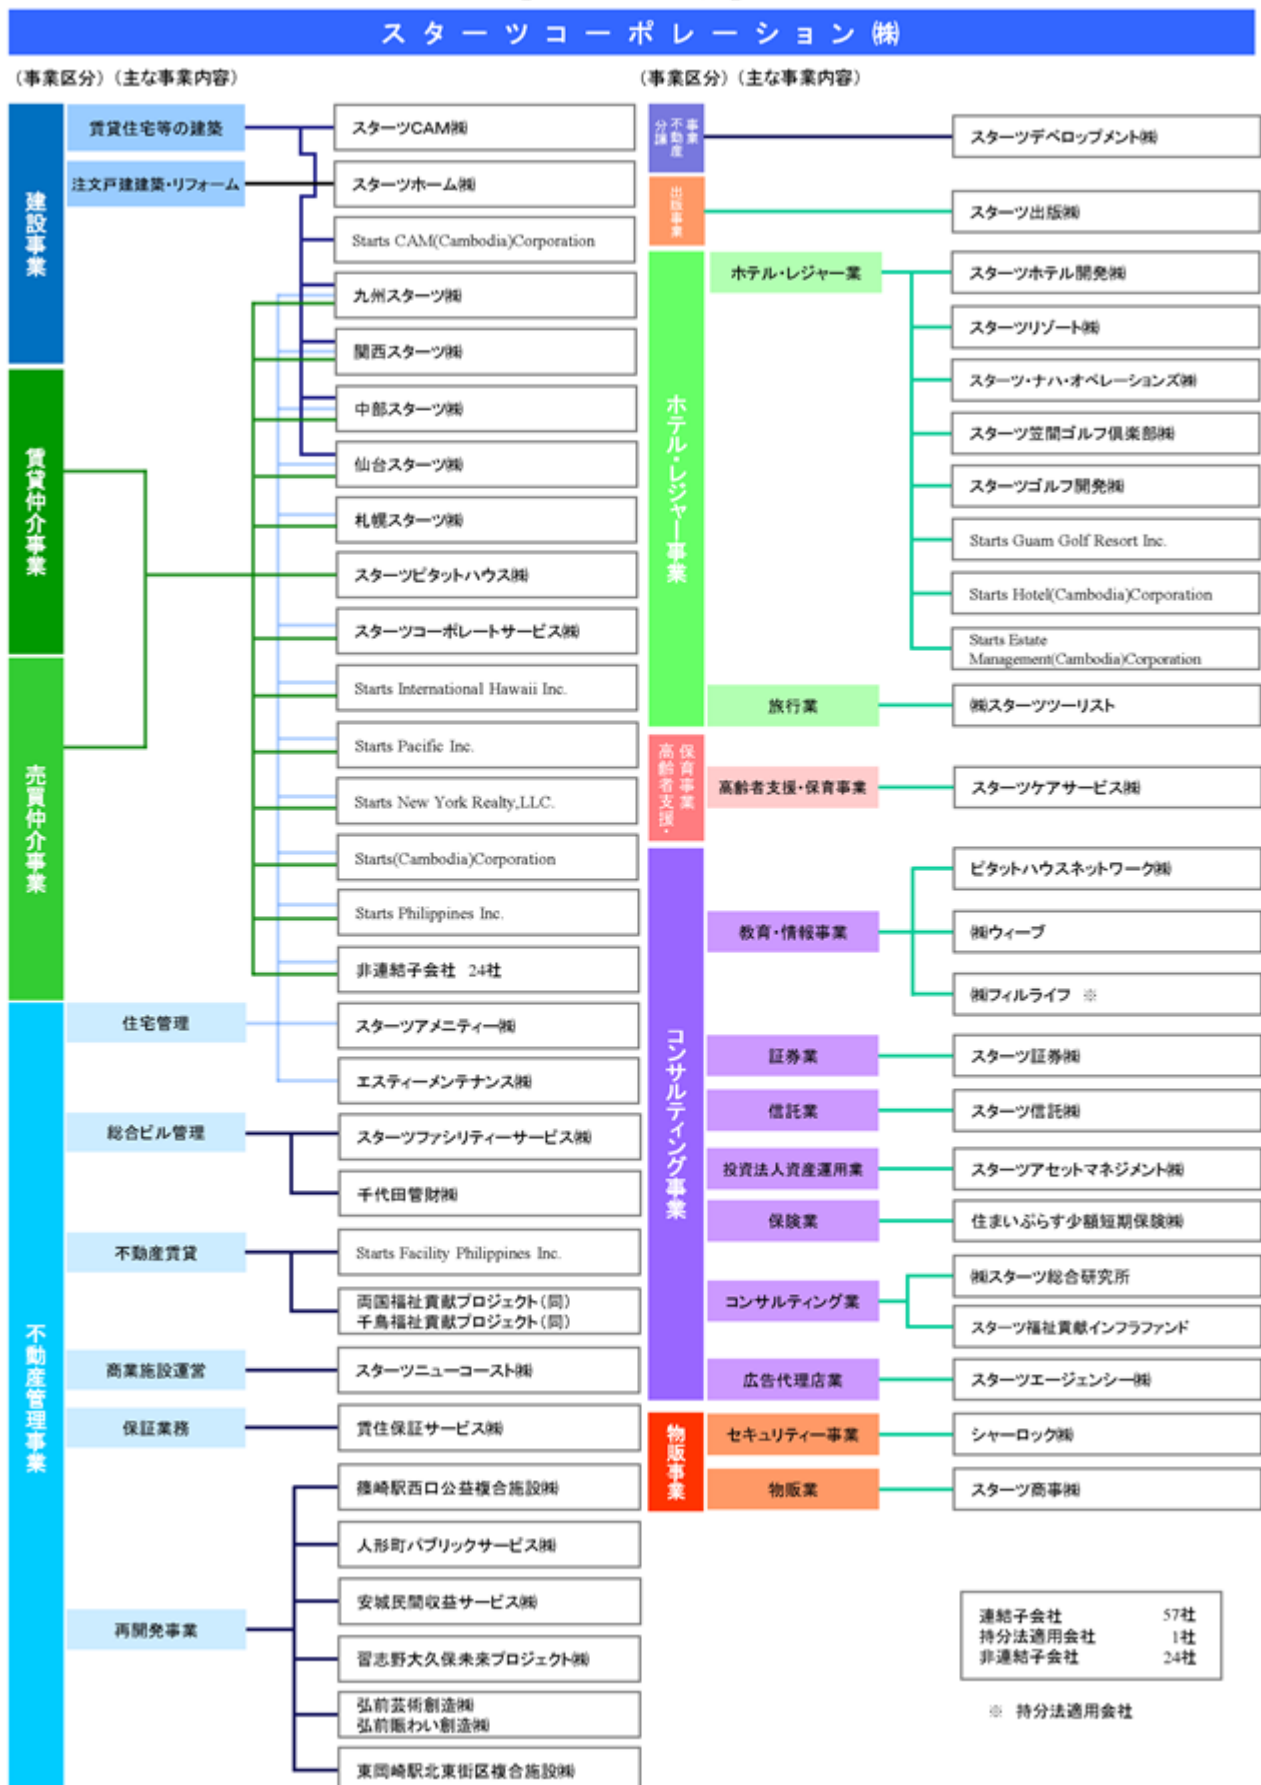 スターツコーポレーション㈱
（事業区分）（主な事業内容）
建設事業
賃貸住宅等の建築
注文戸建建築・リフォーム
スターツCAM㈱
スターツホーム㈱
Starts CAM(Cambodia)Corporation
九州スターツ㈱
関西スターツ㈱
中部スターツ㈱
仙台スターツ㈱
札幌スターツ㈱
スターツピタットハウス㈱
スターツコーポレートサービス㈱
Starts International Hawaii Inc.
Starts Pacific Inc.
Starts New York Realty,LLC.
Starts(Cambodia)Corporation
Starts Philippines Inc.
非連結子会社 24社
賃貸仲介事業
売買仲介事業
不動産管理事業
住宅管理
スターツアメニティー㈱
エスティーメンテナンス㈱
総合ビル管理
スターツファシリティーサービス㈱
千代田管財㈱
不動産賃貸
Starts Facility Philippines Inc.
両国福祉貢献プロジェクト（同）
千鳥福祉貢献プロジェクト（同）
商業施設運営
スターツニューコースト㈱
保証業務
賃住保証サービス㈱
再開発事業
篠崎駅西口公益複合施設㈱
人形町パブリックサービス㈱
安城民間収益サービス㈱
習志野大久保未来プロジェクト㈱
弘前芸術創造㈱
弘前賑わい創造㈱
東岡崎駅北東街区複合施設㈱
（事業区分）（主な事業内容）
分譲
不動産
事業
スターツデベロップメント㈱
出版事業
スターツ出版㈱
ホテル・レジャー事業
ホテル・レジャー業
スターツホテル開発㈱
スターツリゾート㈱
スターツ・ナハ・オペレーションズ㈱
スターツ笠間ゴルフ倶楽部㈱
スターツゴルフ開発㈱
Starts Guam Golf Resort Inc.
Starts Hotel(Cambodia)Corporation
Starts Estate
Management(Cambodia)Corporation
旅行業
㈱スターツツーリスト
高齢者支援・
保育事業
高齢者支援・保育事業
スターツケアサービス㈱
コンサルティング事業
教育・情報事業
ピタットハウスネットワーク㈱
㈱ウィーブ
㈱フィルライフ ※
証券業
スターツ証券㈱
信託業
スターツ信託㈱
投資法人資産運用業
スターツアセットマネジメント㈱
保険業
住まいぷらす少額短期保険㈱
コンサルティング業
㈱スターツ総合研究所
スターツ福祉貢献インフラファンド
広告代理店業
スターツエージェンシー㈱
物販事業
セキュリティー事業
シャーロック㈱
物販業
スターツ商事㈱
連結子会社 57社
持分法適用会社 1社
非連結子会社 24社
※ 持分法適用会社